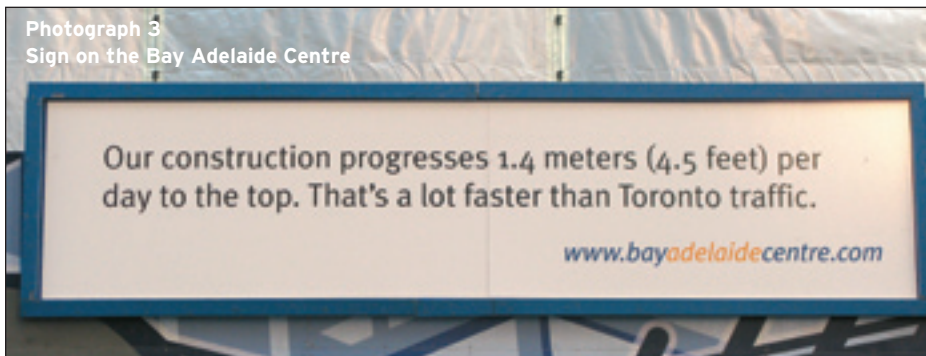 Photograph 3
Sign on the Bay Adelaide Centre
Our construction progresses 1.4 meters (4.5 feet) per
day to the top. That's a lot faster than Toronto traffic.
www.bayadelaidecentre.com